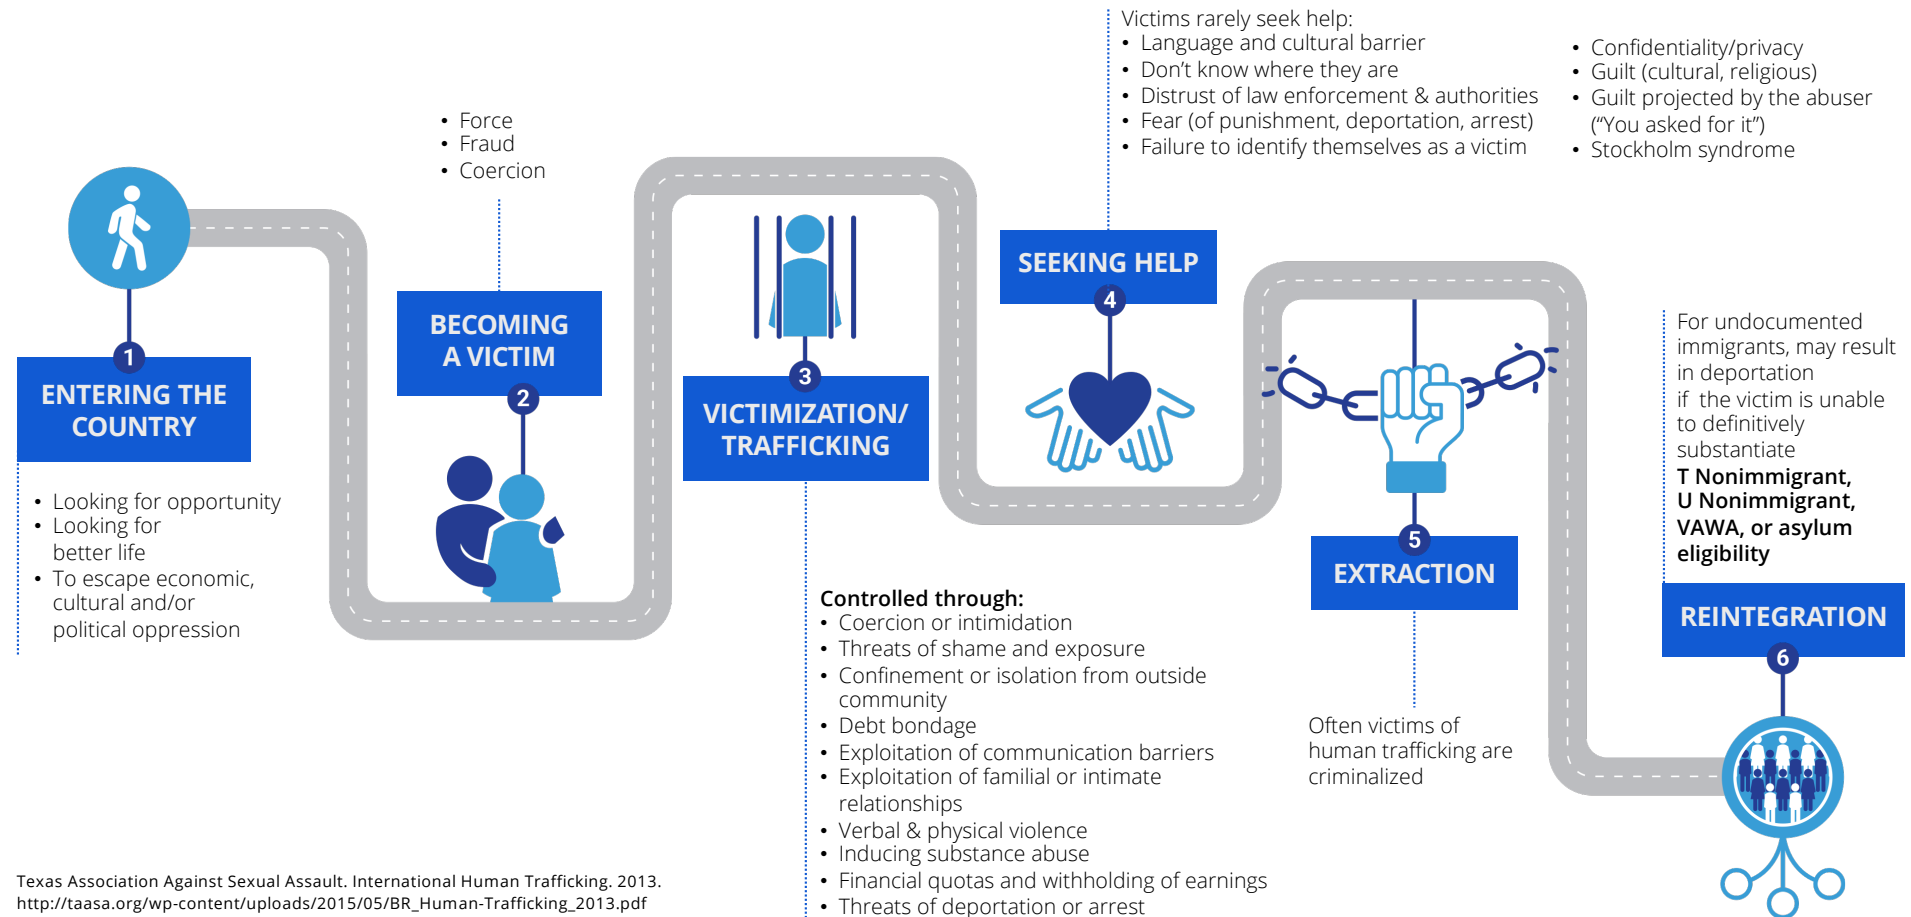 1
ENTERING THE
COUNTRY
• Looking for opportunity
• Looking for
better life
• To escape economic,
cultural and/or
political oppression
• Force
• Fraud
• Coercion
BECOMING
A VICTIM
2
3
VICTIMIZATION/
TRAFFICKING
Controlled through:
• Coercion or intimidation
• Threats of shame and exposure
• Confinement or isolation from outside
community
• Debt bondage
• Exploitation of communication barriers
• Exploitation of familial or intimate
relationships
• Verbal & physical violence
• Inducing substance abuse
• Financial quotas and withholding of earnings
• Threats of deportation or arrest
Victims rarely seek help:
• Language and cultural barrier
• Don’t know where they are
• Distrust of law enforcement & authorities
• Fear (of punishment, deportation, arrest)
• Failure to identify themselves as a victim
• Confidentiality/privacy
• Guilt (cultural, religious)
• Guilt projected by the abuser
(“You asked for it”)
• Stockholm syndrome
SEEKING HELP
4
5
EXTRACTION
Often victims of
human trafficking are
criminalized
For undocumented
immigrants, may result
in deportation
if the victim is unable
to definitively
substantiate
T Nonimmigrant,
U Nonimmigrant,
VAWA, or asylum
eligibility
REINTEGRATION
6
Texas Association Against Sexual Assault. International Human Trafficking. 2013.
http://taasa.org/wp-content/uploads/2015/05/BR_Human-Trafficking_2013.pdf